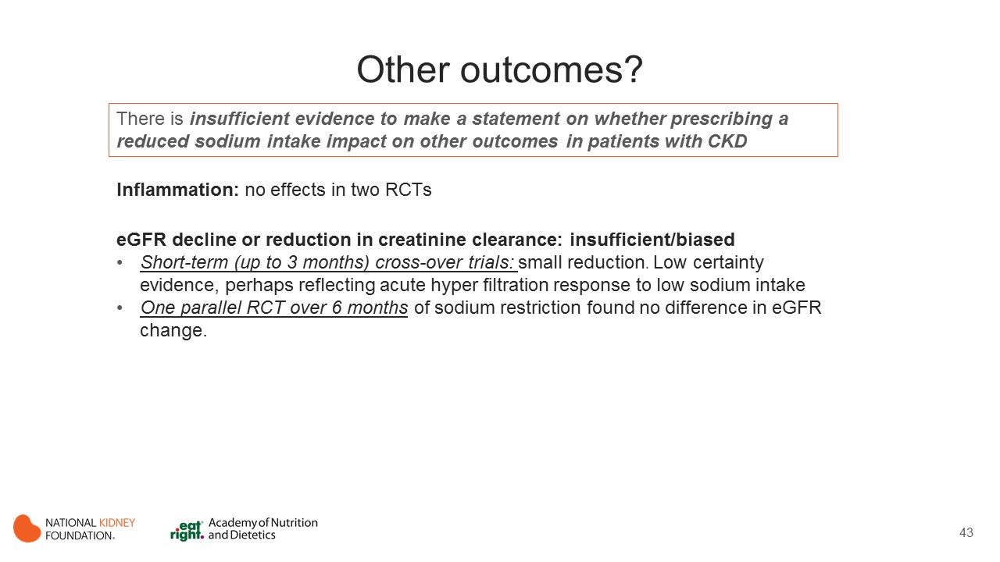 Other outcomes?
There is insufficient evidence to make a statement on whether prescribing a
reduced sodium intake impact on other outcomes in patients with CKD
Inflammation: no effects in two RCTs
eGFR decline or reduction in creatinine clearance: insufficient/biased
• Short-term (up to 3 months) cross-over trials: small reduction. Low certainty
evidence, perhaps reflecting acute hyper filtration response to low sodium intake
• One parallel RCT over 6 months of sodium restriction found no difference in eGFR
change.
NATIONAL KIDNEY
FOUNDATION®
eat
right.
Academy of Nutrition
and Dietetics
43